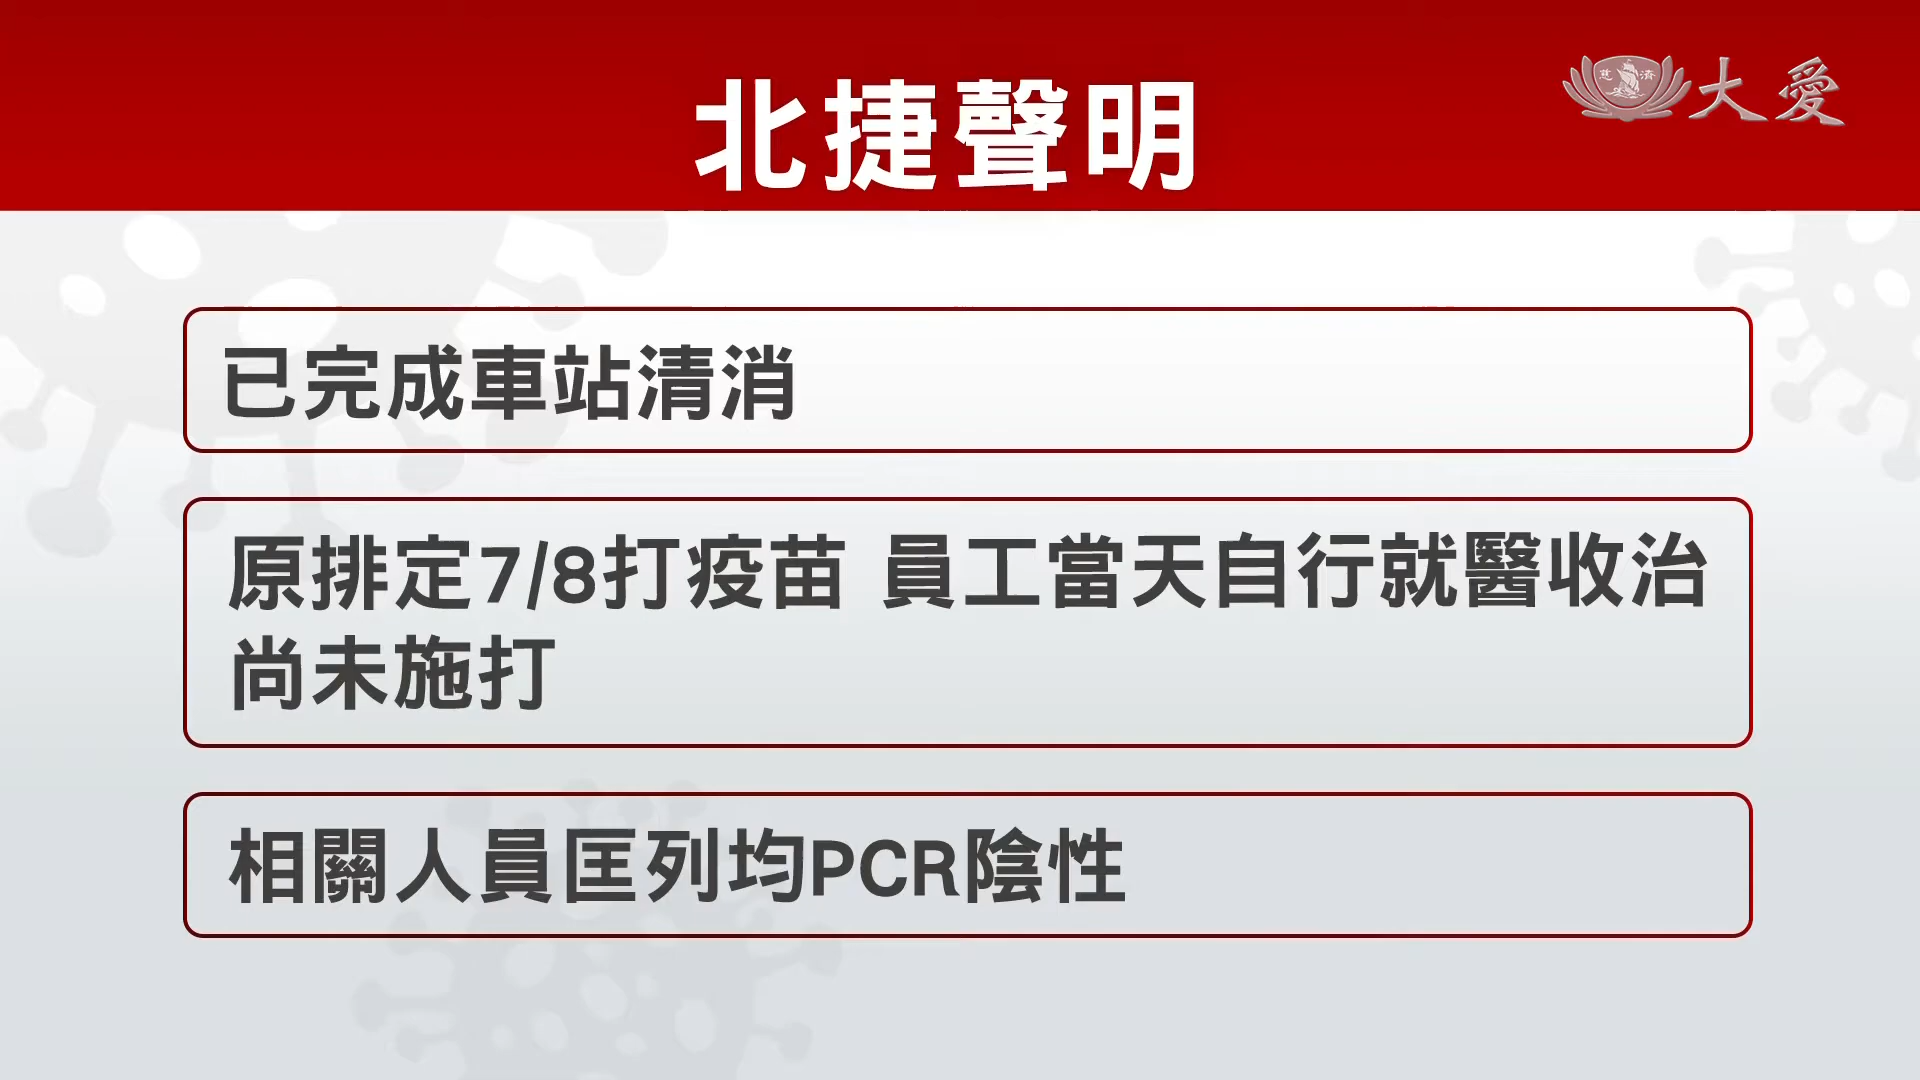 北捷聲明
慈濟
大愛
已完成車站清消
原排定7/8打疫苗 員工當天自行就醫收治
尚未施打
相關人員匡列均PCR陰性